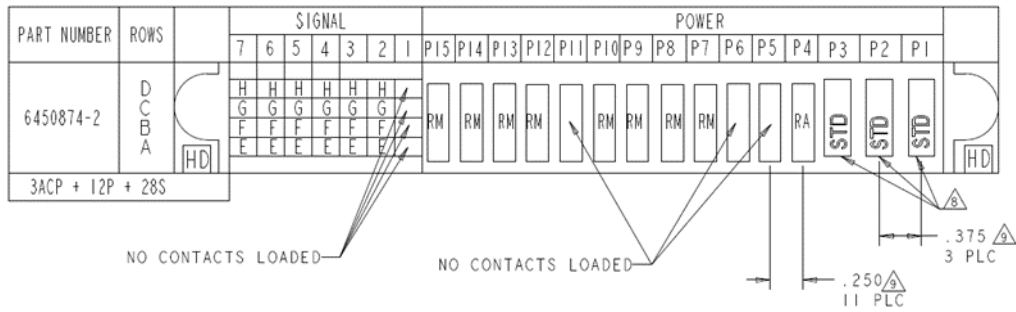 PART NUMBER ROWS SIGNAL POWER
7 6 5 4 3 2 1 P15 P14 P13 P12 P11 P10 P9 P8 P7 P6 P5 P4 P3 P2 P1
6450874-2
D H H H H H H
C G G G G G G
B F F F F F F
A E E E E E E
HD RM RM RM RM RM RM RM RM RA STD STD STD HD
3ACP + 12P + 28S
8
NO CONTACTS LOADED
NO CONTACTS LOADED
.375 9
3 PLC
.250 9
11 PLC